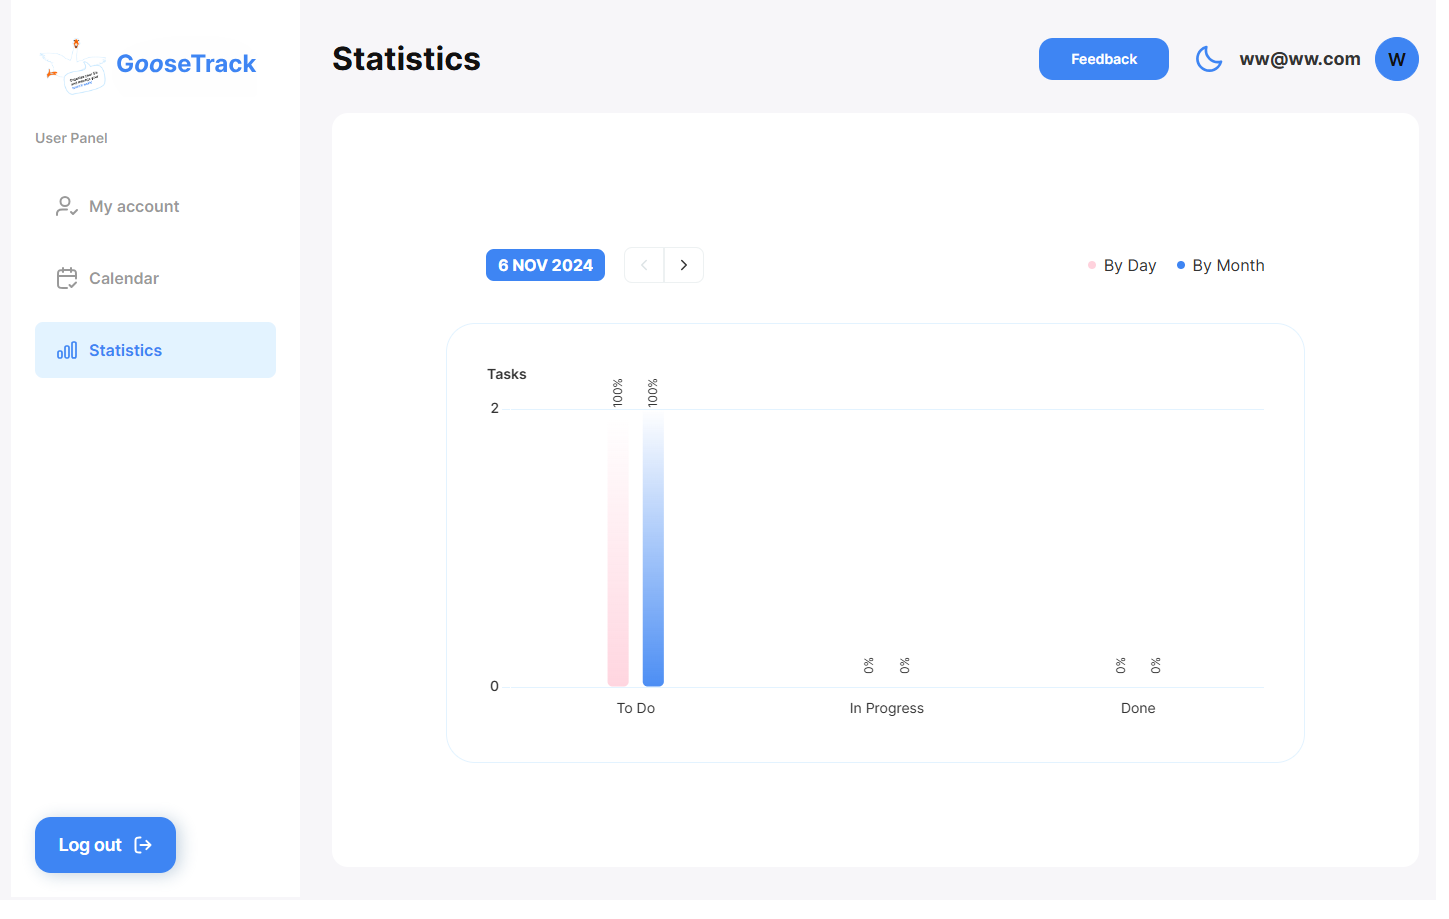 GooseTrack
User Panel
My account
Calendar
Statistics
Log out
Statistics
Feedback
ww@ww.com
W
6 NOV 2024
By Day
By Month
Tasks
2
0
100%
100%
0%
0%
0%
0%
To Do
In Progress
Done